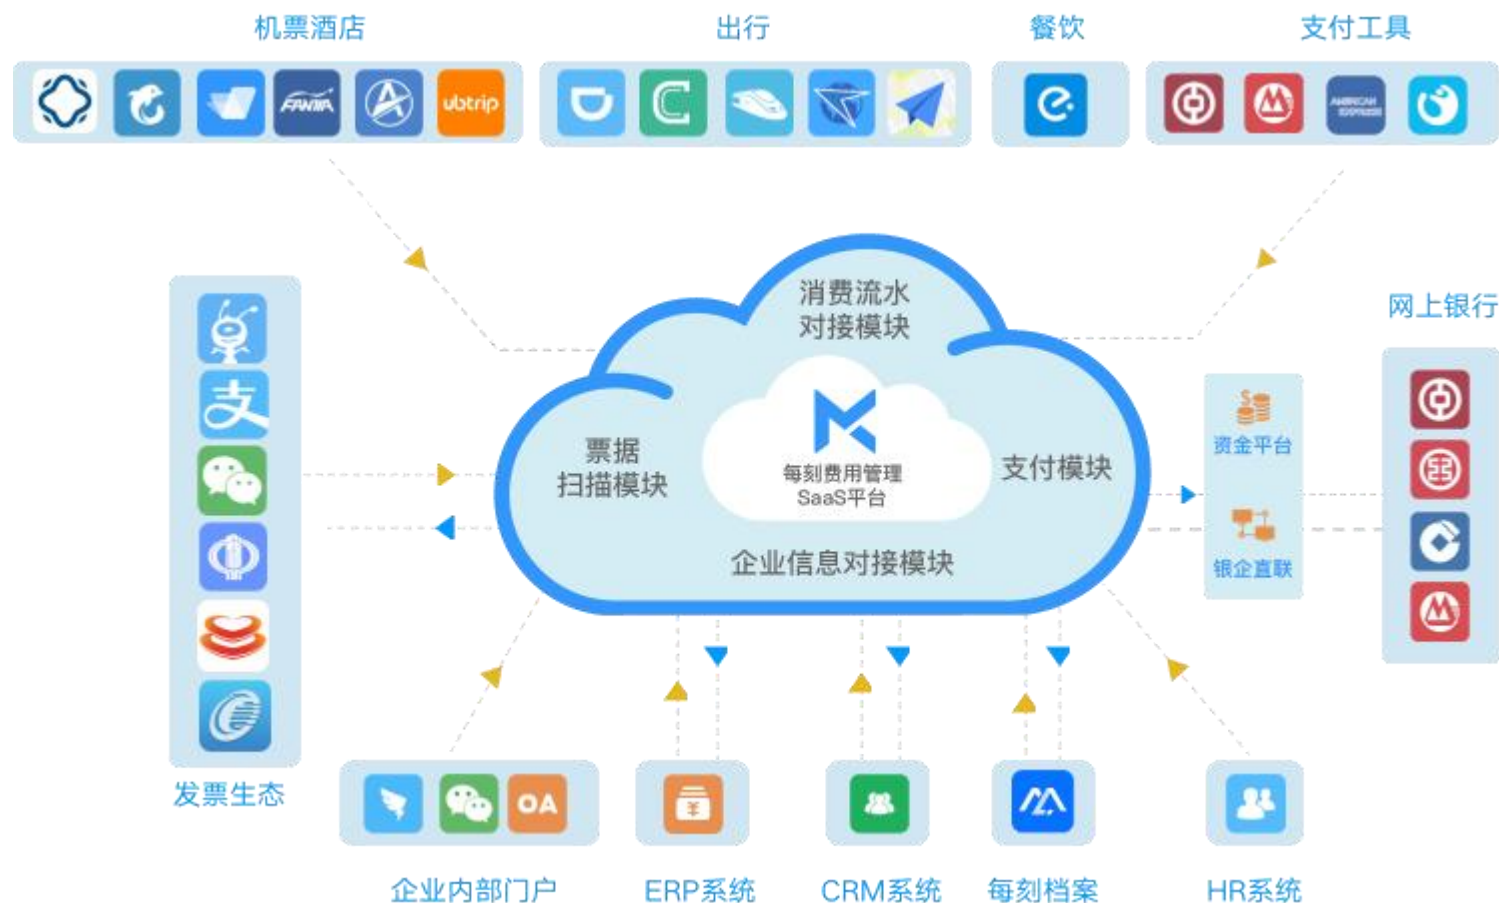 机票酒店
出行
餐饮
支付工具
FANTA
ubtrip
AMERICAN
EXPRESS
消费流水
对接模块
网上银行
支
票据
扫描模块
每刻费用管理
SaaS平台
支付模块
资金平台
银企直联
企业信息对接模块
发票生态
OA
企业内部门户
ERP系统
CRM系统
每刻档案
HR系统